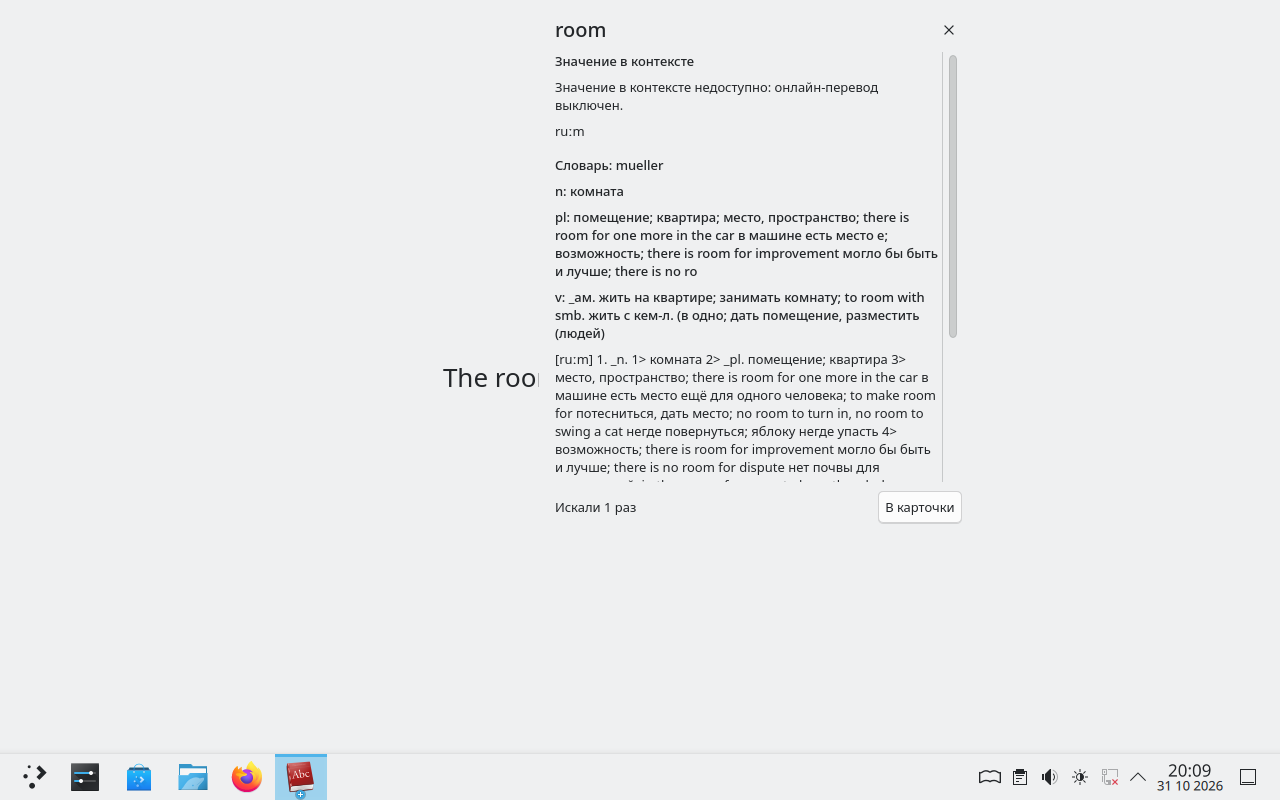 room
Значение в контексте
Значение в контексте недоступно: онлайн-перевод
выключен.
ru:m
Словарь: mueller
n: комната
pl: помещение; квартира; место, пространство; there is
room for one more in the car в машине есть место е;
возможность; there is room for improvement могло бы быть
и лучше; there is no ro
v: _ам. жить на квартире; занимать комнату; to room with
smb. жить с кем-л. (в одно; дать помещение, разместить
(людей)
[ru:m] 1. _n. 1> комната 2> _pl. помещение; квартира 3>
место, пространство; there is room for one more in the car в
машине есть место ещё для одного человека; to make room
for потесниться, дать место; no room to turn in, no room to
swing a cat негде повернуться; яблоку негде упасть 4>
возможность; there is room for improvement могло бы быть
и лучше; there is no room for dispute нет почвы для
The roo
Искали 1 раз
В карточки
Abc
20:09
31 10 2026